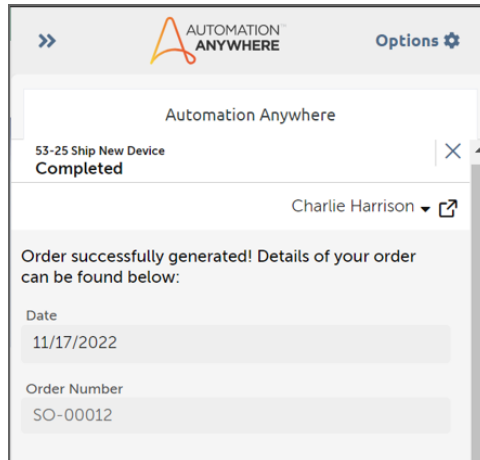 AUTOMATION
ANYWHERE
Options
Automation Anywhere
53-25 Ship New Device
Completed
Charlie Harrison
Order successfully generated! Details of your order
can be found below:
Date
11/17/2022
Order Number
SO-00012